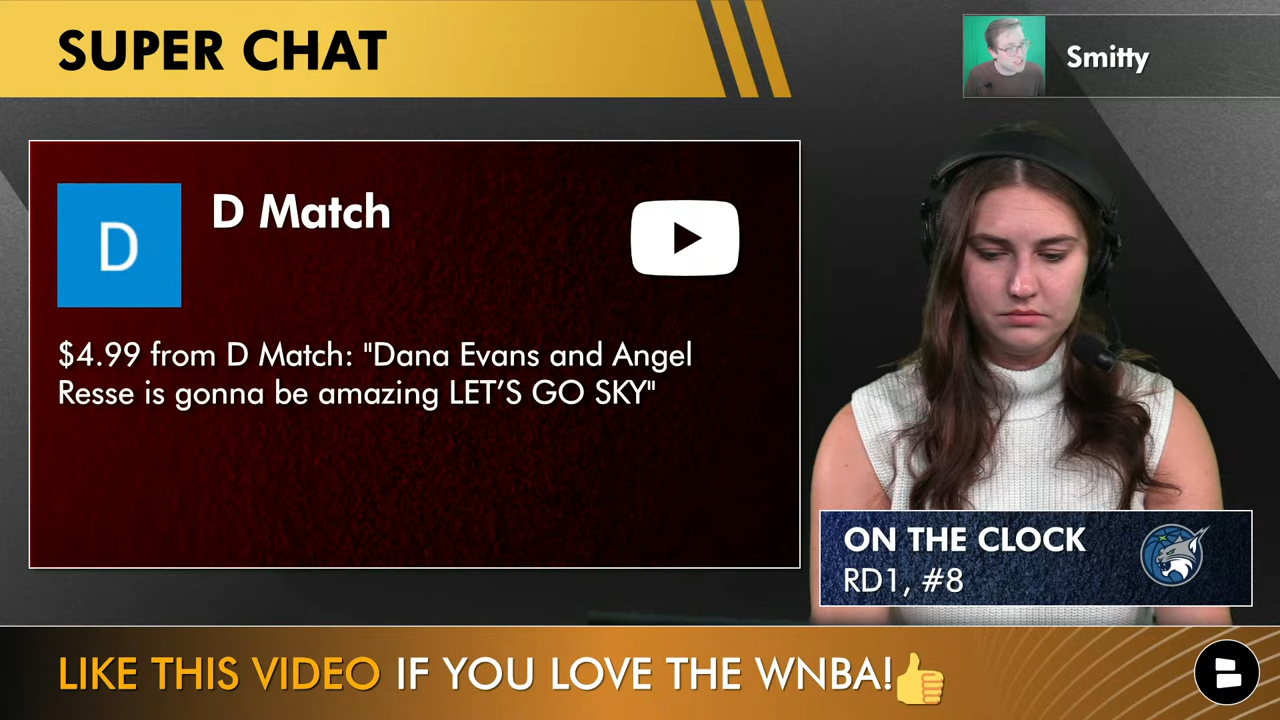 SUPER CHAT
Smitty
D
D Match
$4.99 from D Match: "Dana Evans and Angel
Resse is gonna be amazing LET’S GO SKY"
ON THE CLOCK
RD1, #8
LIKE THIS VIDEO IF YOU LOVE THE WNBA!👍